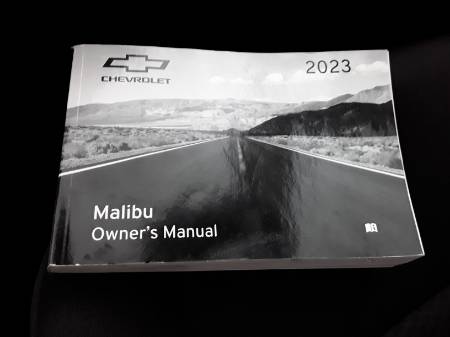 CHEVROLET
2023
Malibu
Owner's Manual